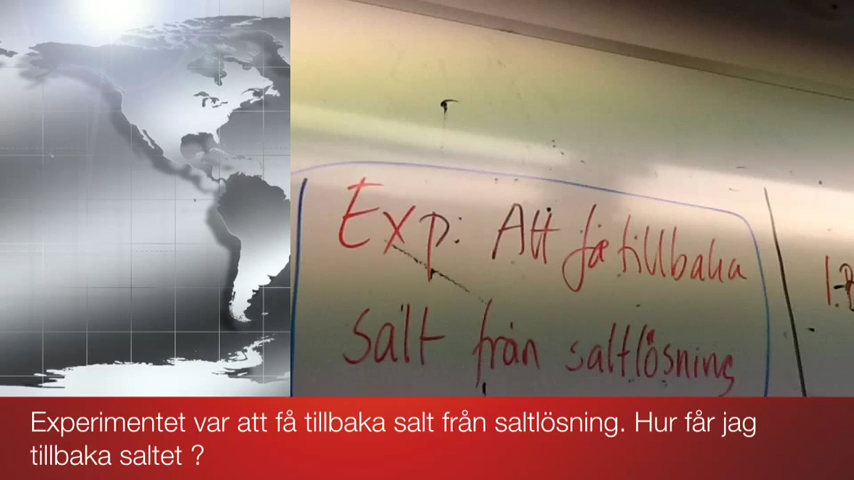 Exp: Att få tillbaka
salt från saltlösning
1.
Experimentet var att få tillbaka salt från saltlösning. Hur får jag
tillbaka saltet ?